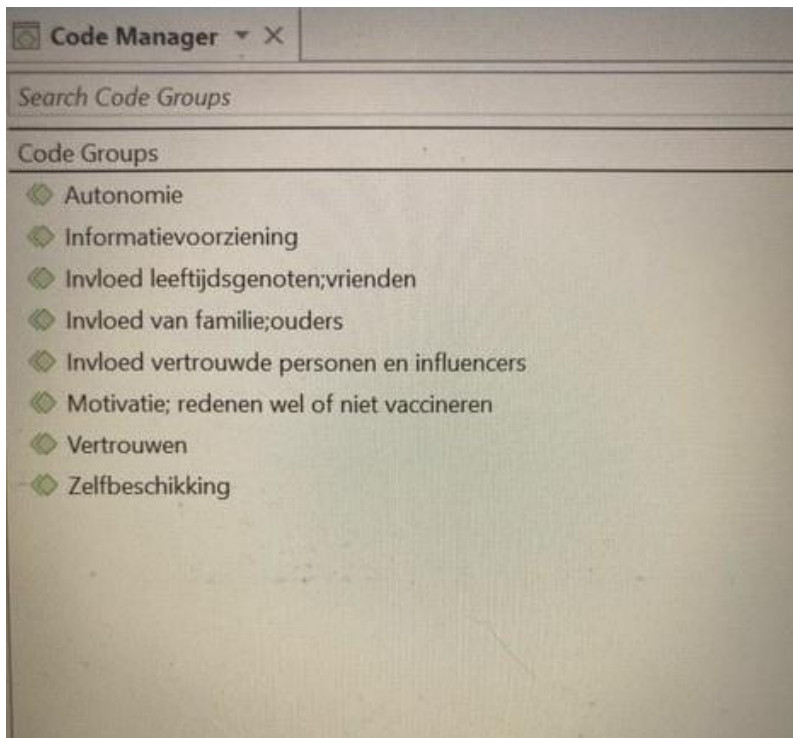 Code Manager
Search Code Groups
Code Groups
Autonomie
Informatievoorziening
Invloed leeftijdsgenoten;vrienden
Invloed van familie;ouders
Invloed vertrouwde personen en influencers
Motivatie; redenen wel of niet vaccineren
Vertrouwen
Zelfbeschikking